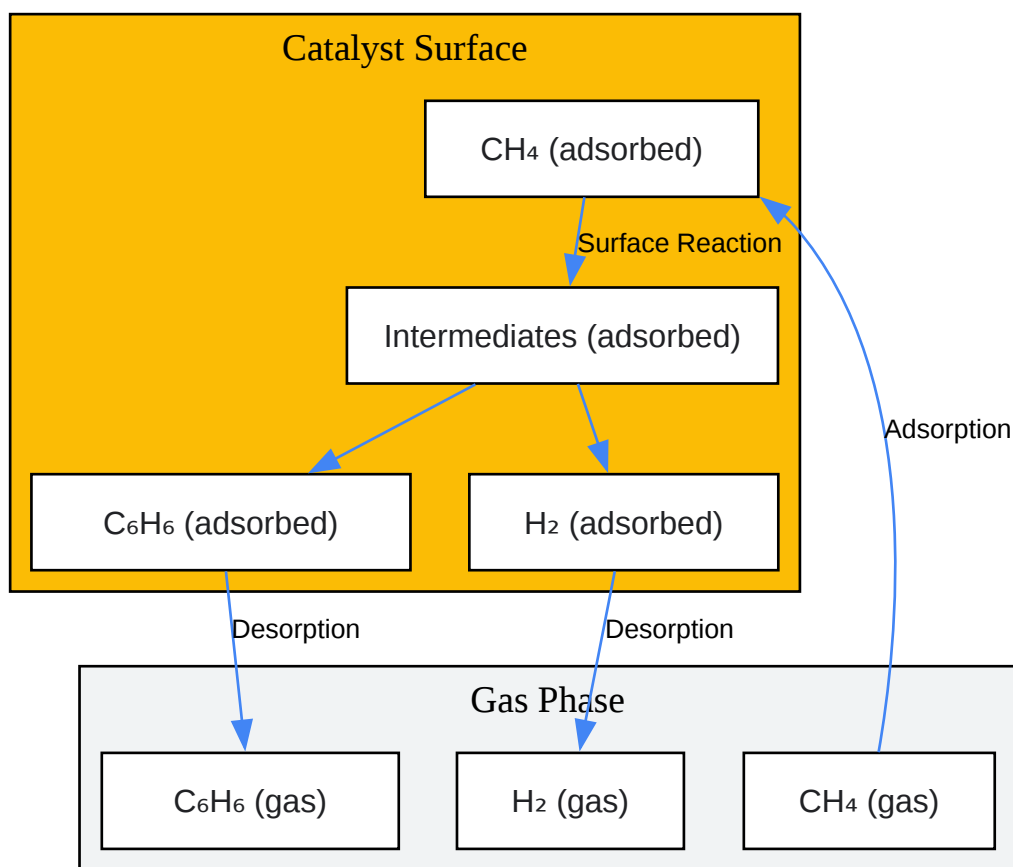 Catalyst Surface
CH₄ (adsorbed)
Surface Reaction
Intermediates (adsorbed)
Adsorption
C₆H₆ (adsorbed)
H₂ (adsorbed)
Desorption
Desorption
Gas Phase
C₆H₆ (gas)
H₂ (gas)
CH₄ (gas)